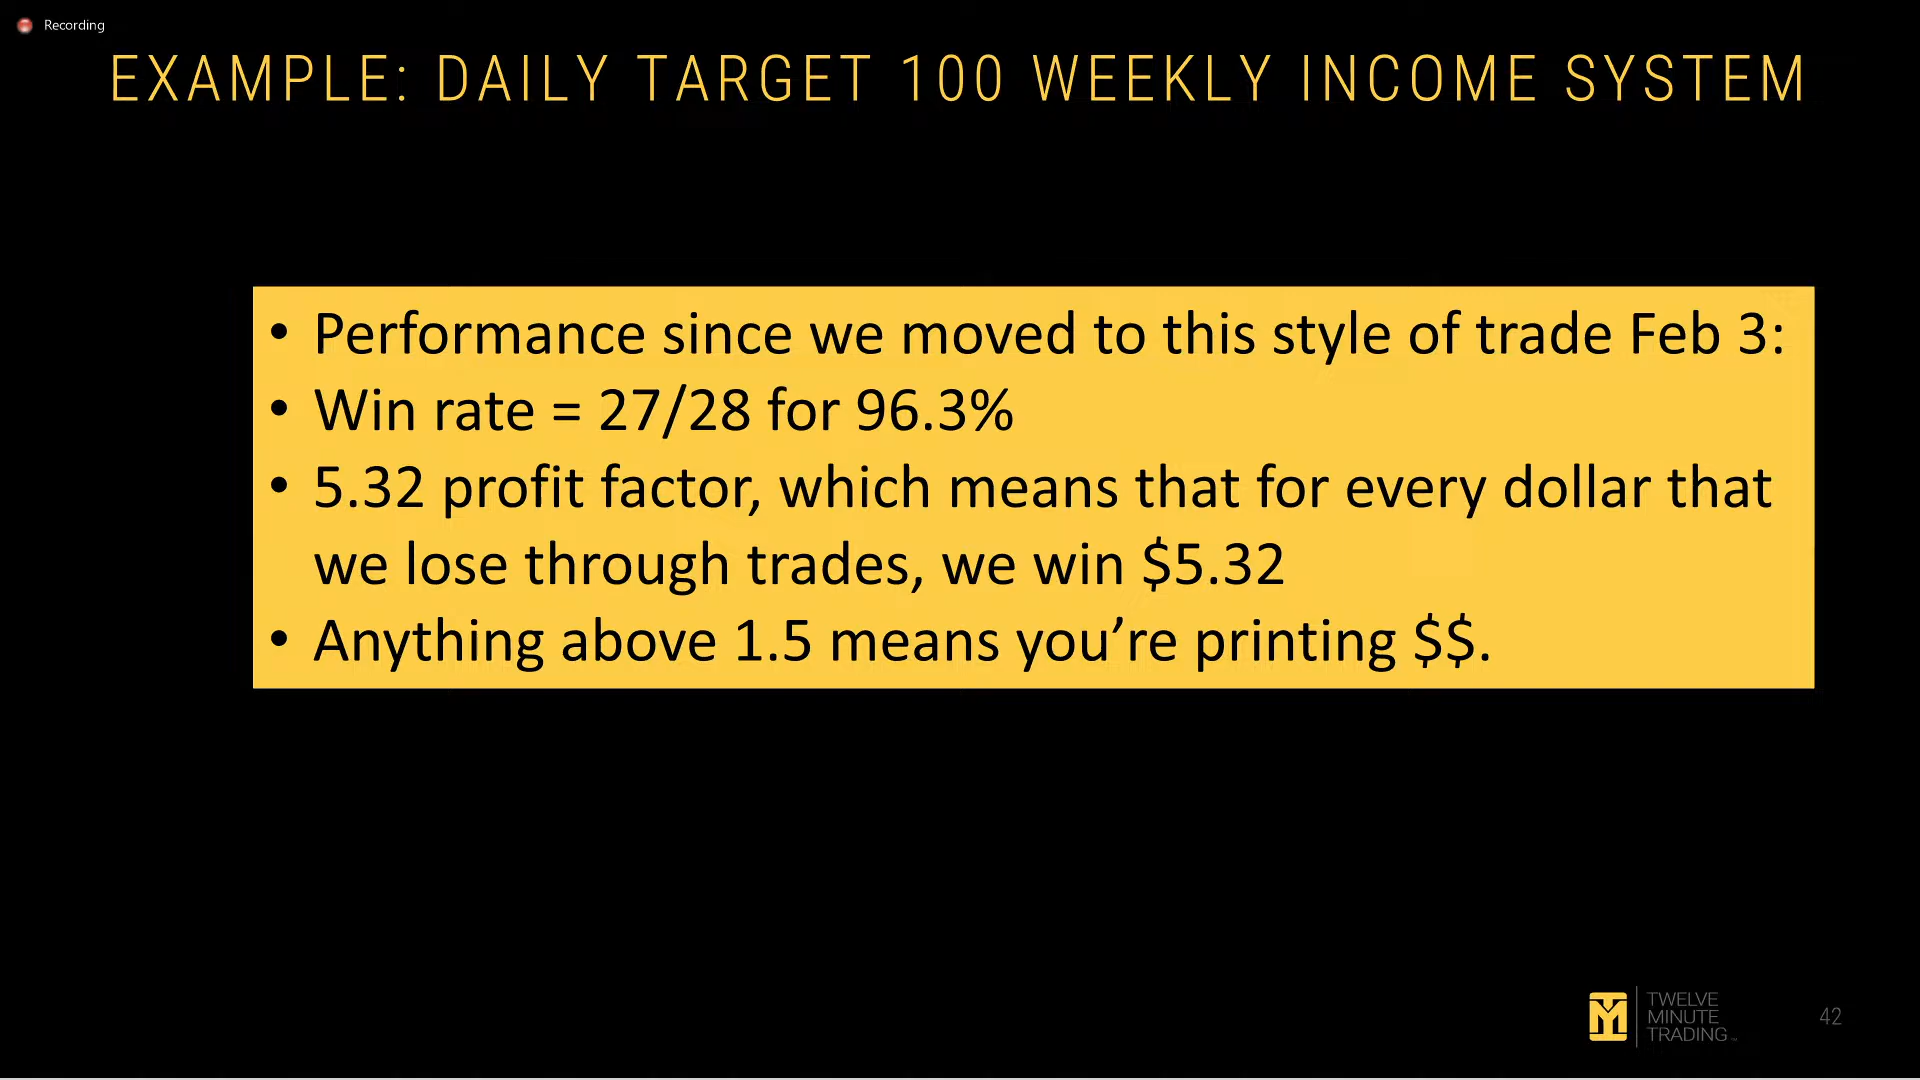 Recording
EXAMPLE: DAILY TARGET 100 WEEKLY INCOME SYSTEM
• Performance since we moved to this style of trade Feb 3:
• Win rate = 27/28 for 96.3%
• 5.32 profit factor, which means that for every dollar that
we lose through trades, we win $5.32
• Anything above 1.5 means you’re printing $$.
TWELVE
MINUTE
TRADING™
42